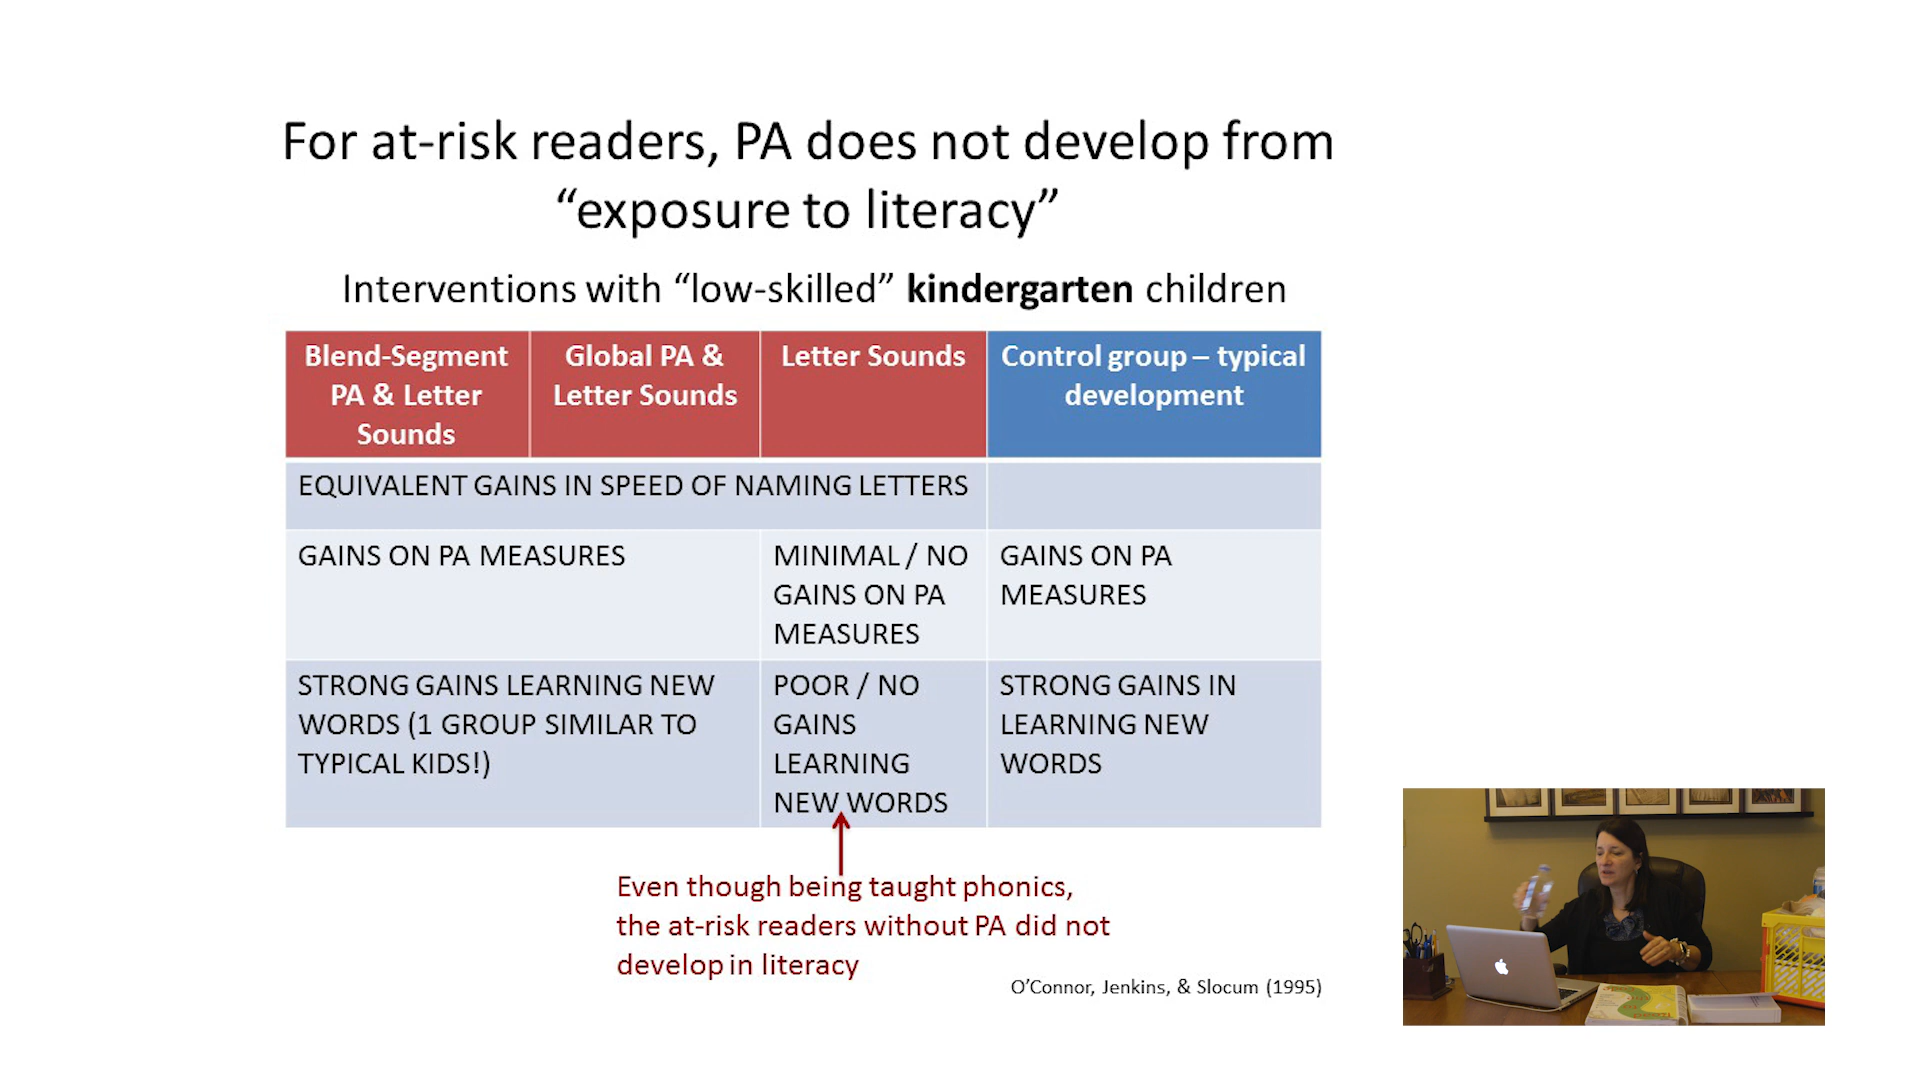 For at-risk readers, PA does not develop from
“exposure to literacy”
Interventions with “low-skilled” kindergarten children
Blend-Segment
PA & Letter
Sounds
Global PA &
Letter Sounds
Letter Sounds
Control group – typical
development
EQUIVALENT GAINS IN SPEED OF NAMING LETTERS
GAINS ON PA MEASURES
MINIMAL / NO
GAINS ON PA
MEASURES
GAINS ON PA
MEASURES
STRONG GAINS LEARNING NEW
WORDS (1 GROUP SIMILAR TO
TYPICAL KIDS!)
POOR / NO
GAINS
LEARNING
NEW WORDS
STRONG GAINS IN
LEARNING NEW
WORDS
Even though being taught phonics,
the at-risk readers without PA did not
develop in literacy
O’Connor, Jenkins, & Slocum (1995)